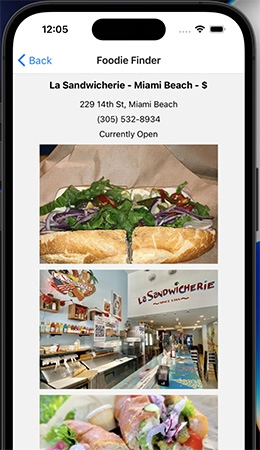 12:05
Back
Foodie Finder
La Sandwicherie - Miami Beach - $
229 14th St, Miami Beach
(305) 532-8934
Currently Open
LA SANDWICHERIE